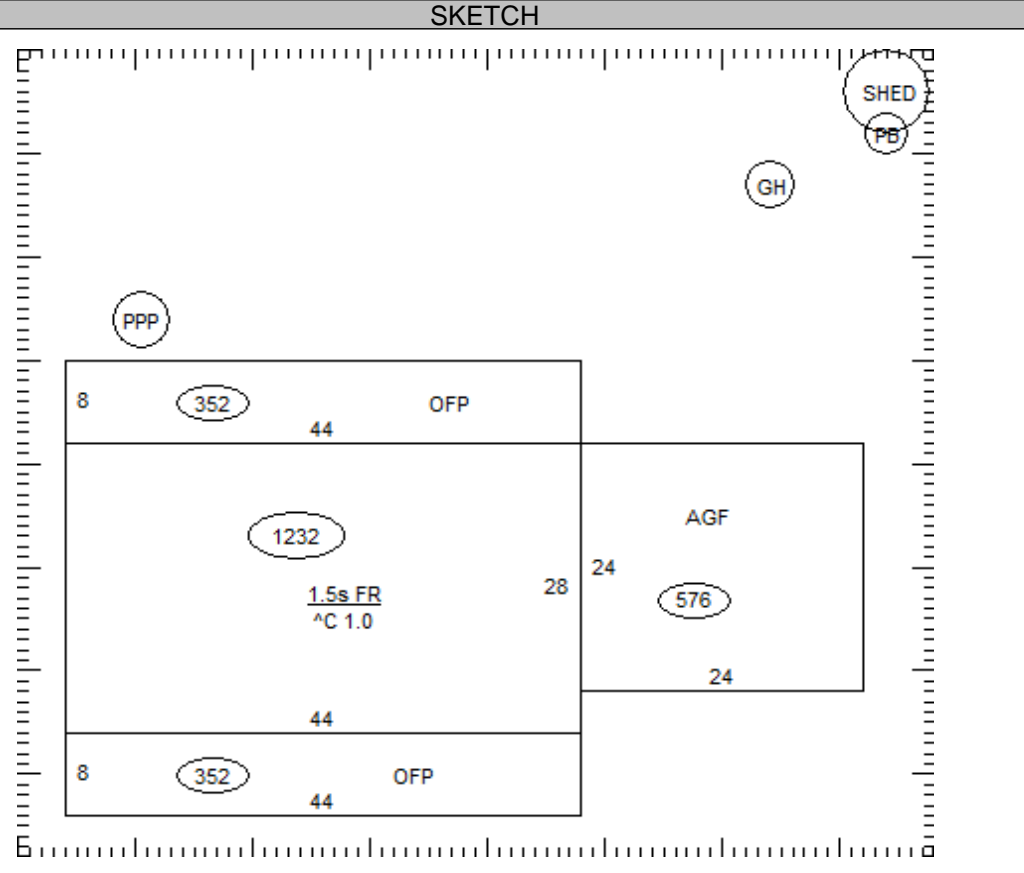 SKETCH
SHED
PB
GH
PPP
8
352
OFP
44
1232
1.5s FR
^C 1.0
28
44
AGF
24
576
24
8
352
OFP
44